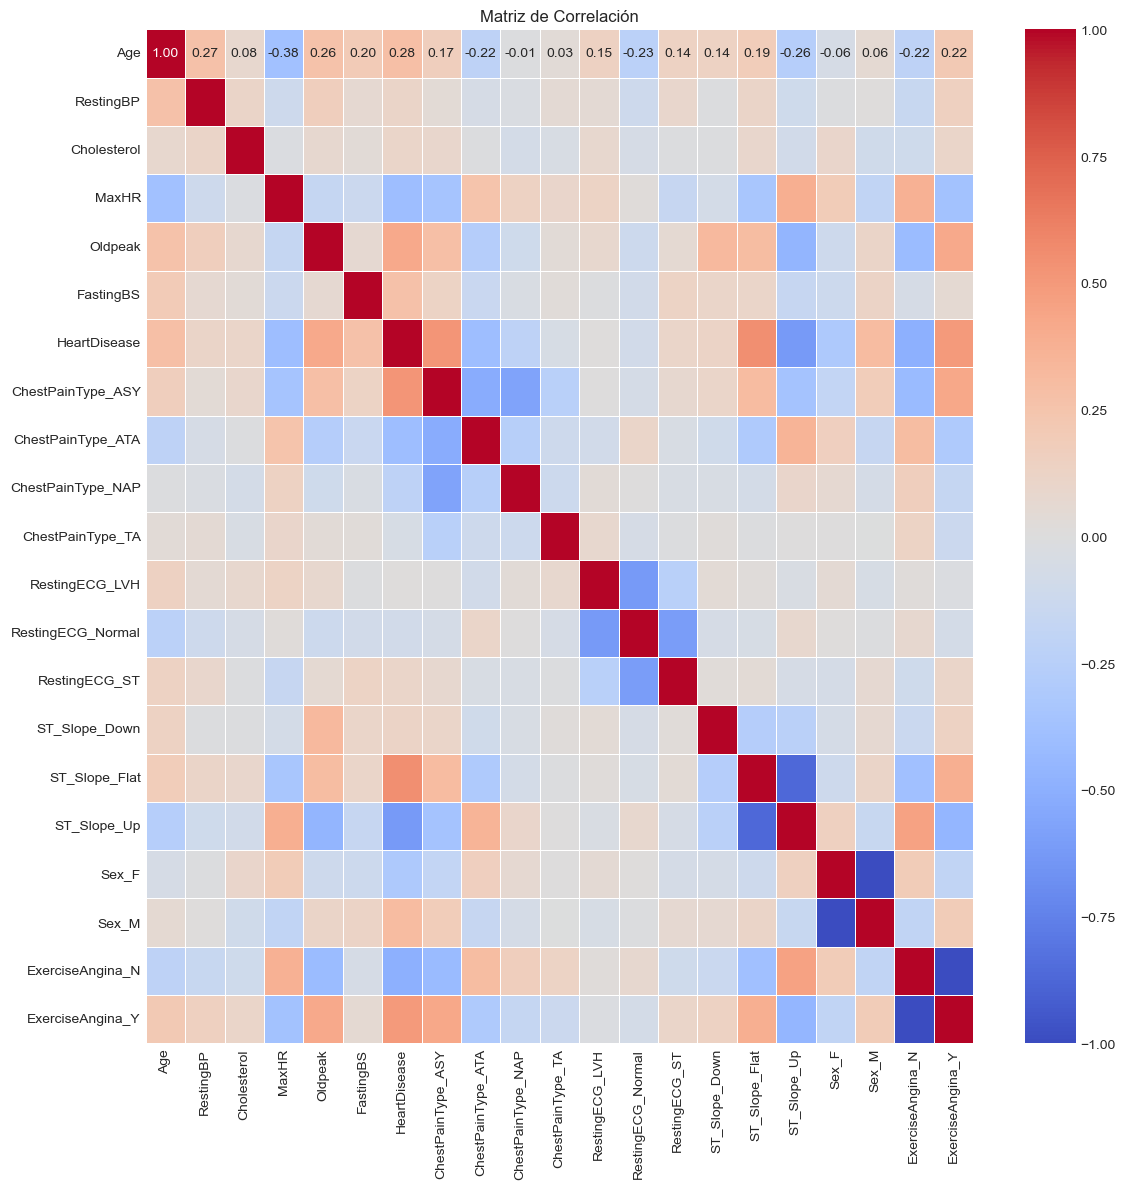 Matriz de Correlación
Age 1.00 0.27 0.08 -0.38 0.26 0.20 0.28 0.17 -0.22 -0.01 0.03 0.15 -0.23 0.14 0.14 0.19 -0.26 -0.06 0.06 -0.22 0.22
RestingBP
Cholesterol
MaxHR
Oldpeak
FastingBS
HeartDisease
ChestPainType_ASY
ChestPainType_ATA
ChestPainType_NAP
ChestPainType_TA
RestingECG_LVH
RestingECG_Normal
RestingECG_ST
ST_Slope_Down
ST_Slope_Flat
ST_Slope_Up
Sex_F
Sex_M
ExerciseAngina_N
ExerciseAngina_Y
Age
RestingBP
Cholesterol
MaxHR
Oldpeak
FastingBS
HeartDisease
ChestPainType_ASY
ChestPainType_ATA
ChestPainType_NAP
ChestPainType_TA
RestingECG_LVH
RestingECG_Normal
RestingECG_ST
ST_Slope_Down
ST_Slope_Flat
ST_Slope_Up
Sex_F
Sex_M
ExerciseAngina_N
ExerciseAngina_Y
1.00
0.75
0.50
0.25
0.00
−0.25
−0.50
−0.75
−1.00